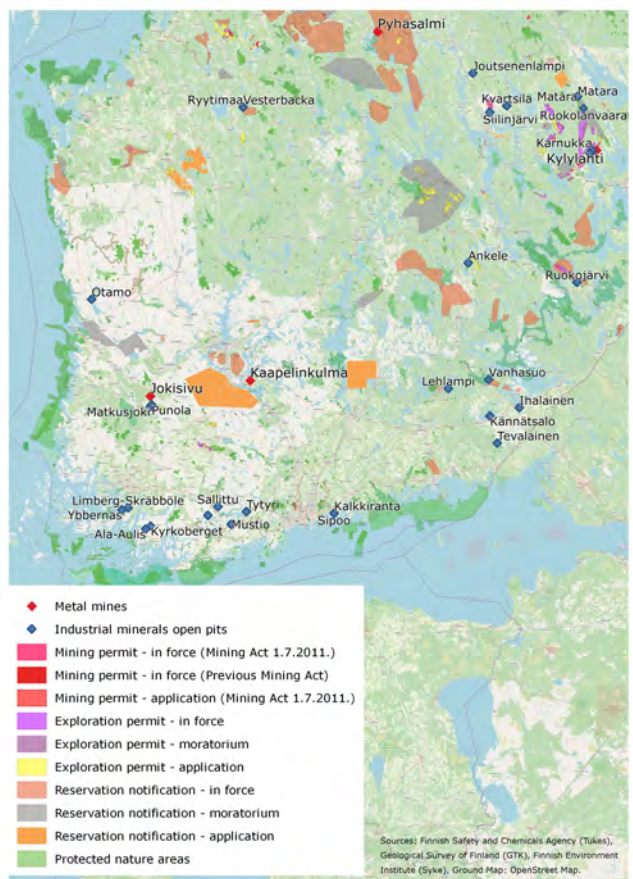 Pyhasalmi
Joutsenenlampi
Kvartsila
Siilinjärvi
Matara
Matara
Ruokolanvaara
Karnukka
Kylylahti
RyytimaaVesterbacka
Ankele
Ruokojärvi
Otamo
Kaapelinkulma
Lehlampi
Vanhasuo
Jokisivu
Matkusjoki
Punola
Ihalainen
Kännätsalo
Tevalainen
Limberg-Skräbböle
Ybbernas
Ala-Aulis
Kyrkoberget
Sallittu
Tytyri
Mustio
Kalkkiranta
Sipoo
Metal mines
Industrial minerals open pits
Mining permit - in force (Mining Act 1.7.2011.)
Mining permit - in force (Previous Mining Act)
Mining permit - application (Mining Act 1.7.2011.)
Exploration permit - in force
Exploration permit - moratorium
Exploration permit - application
Reservation notification - in force
Reservation notification - moratorium
Reservation notification - application
Protected nature areas
Sources: Finnish Safety and Chemicals Agency (Tukes),
Geological Survey of Finland (GTK), Finnish Environment
Institute (Syke), Ground Map: OpenStreet Map.